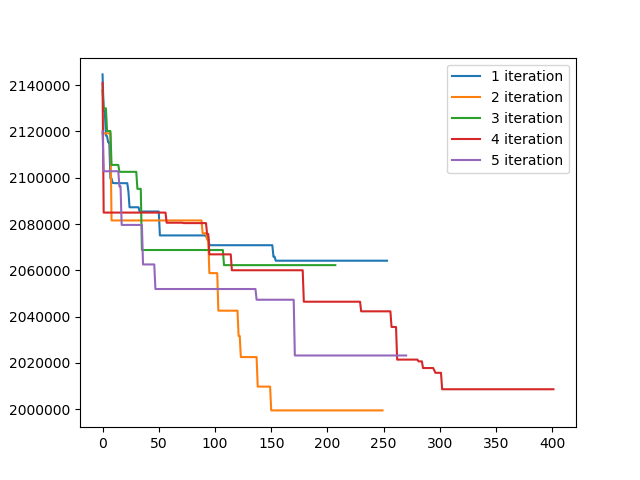 2140000
2120000
2100000
2080000
2060000
2040000
2020000
2000000
0 50 100 150 200 250 300 350 400
1 iteration
2 iteration
3 iteration
4 iteration
5 iteration